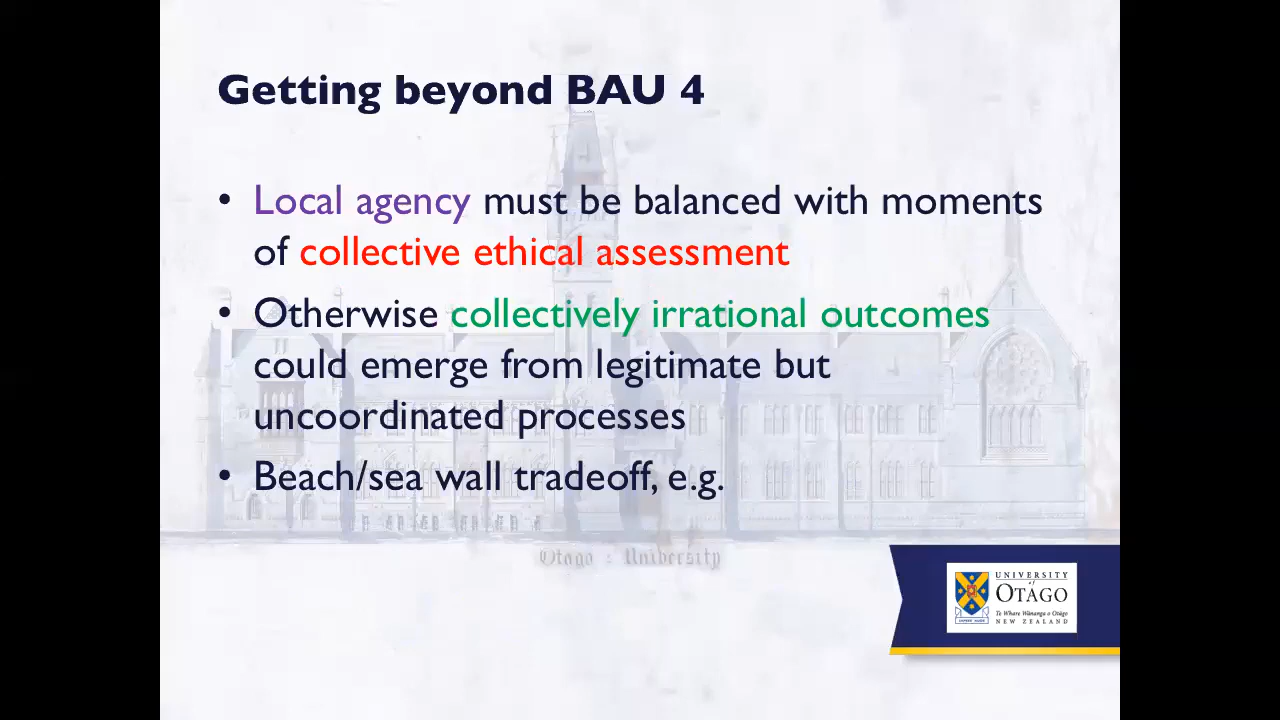 Getting beyond BAU 4
• Local agency must be balanced with moments
of collective ethical assessment
• Otherwise collectively irrational outcomes
could emerge from legitimate but
uncoordinated processes
• Beach/sea wall tradeoff, e.g.
Otago : University
UNIVERSITY
of
OTAGO
Te Whare Wānanga o Otāgo
NEW ZEALAND